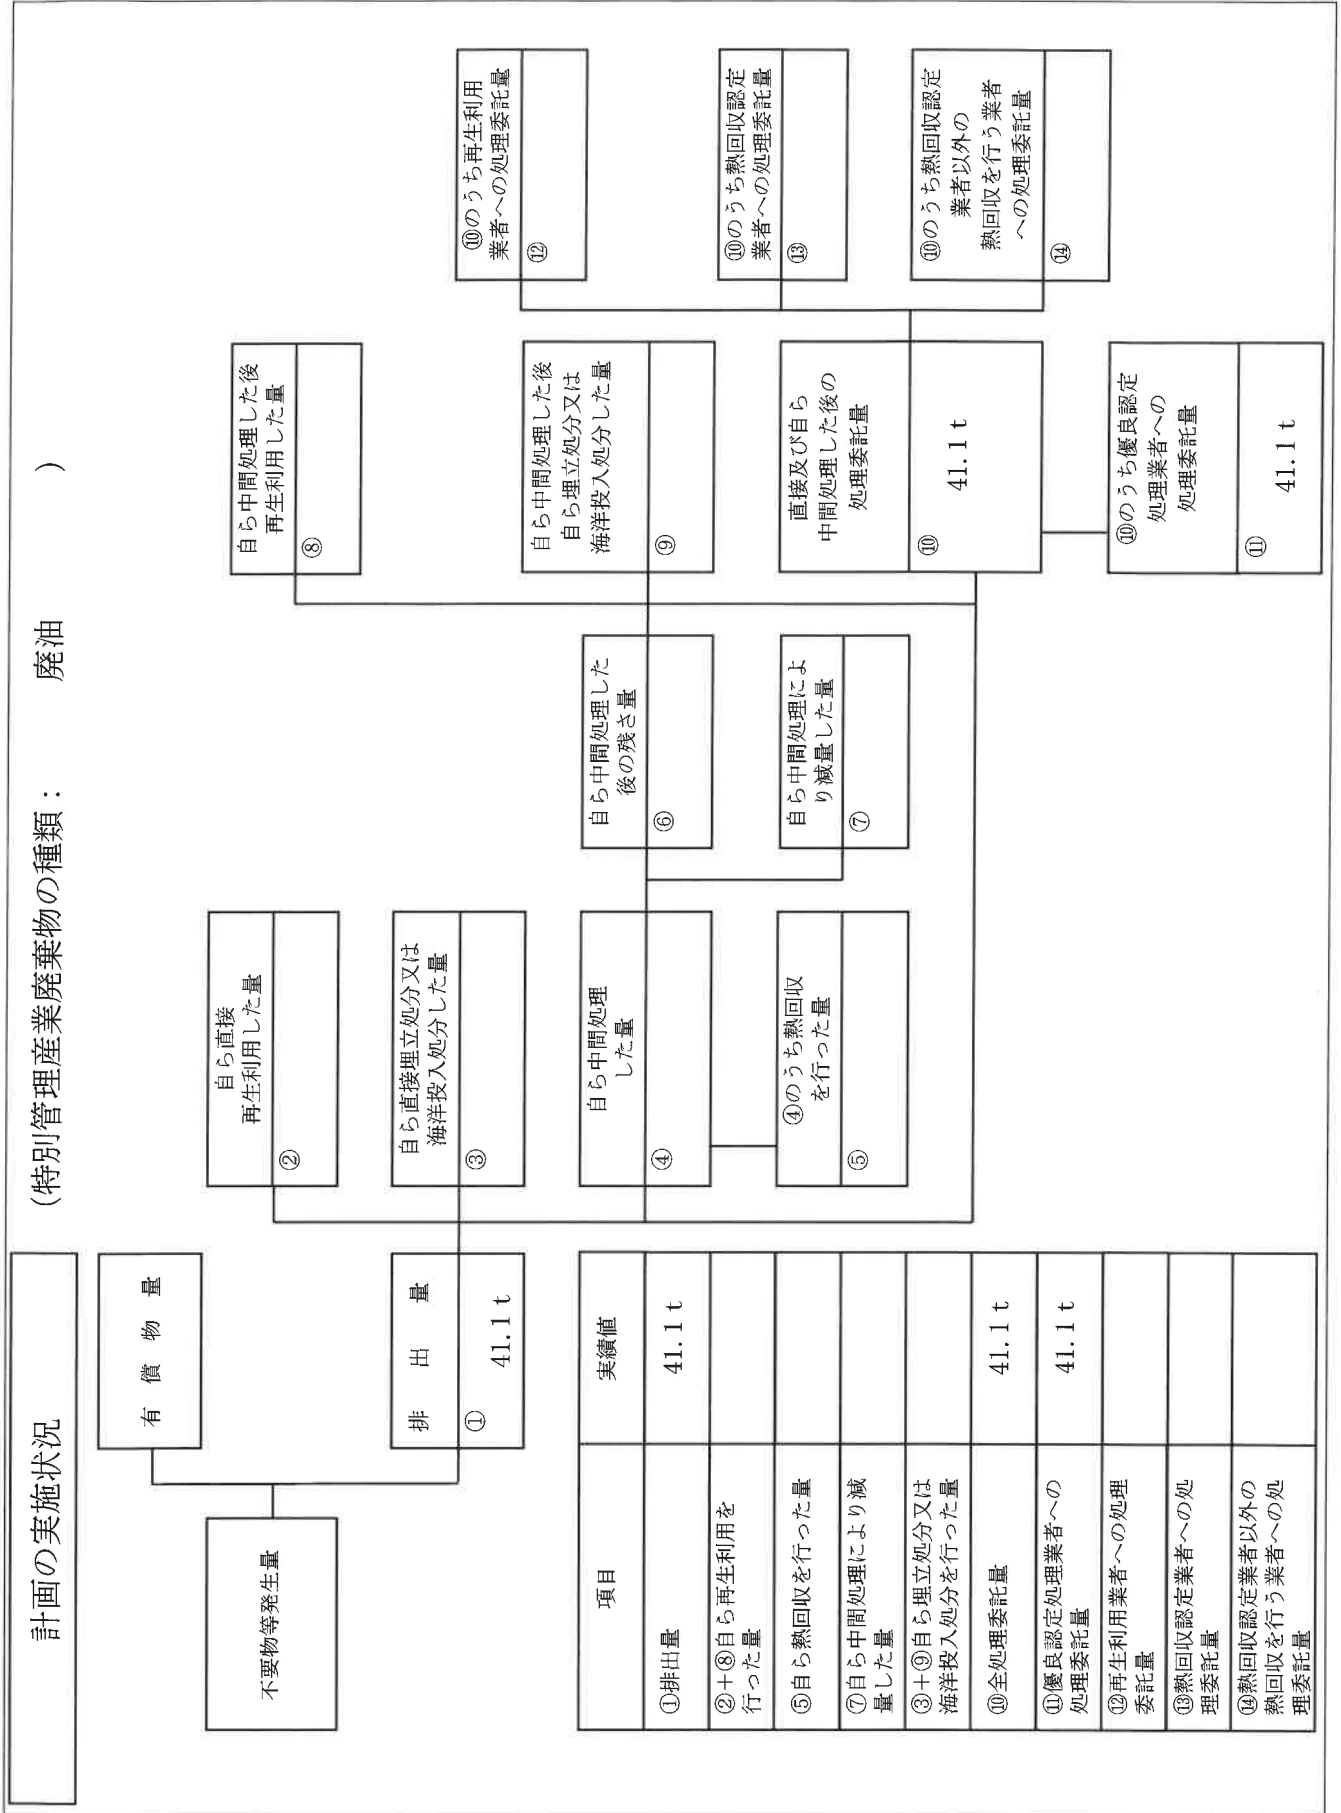 計画の実施状況
(特別管理産業廃棄物の種類： 廃油 )
不要物等発生量
有償物量
排出量
① 41.1 t
自ら直接
再生利用した量
②
自ら直接埋立処分又は
海洋投入処分した量
③
自ら中間処理
した量
④
④のうち熱回収
を行った量
⑤
自ら中間処理した
後の残さ量
⑥
自ら中間処理によ
り減量した量
⑦
自ら中間処理した後
再生利用した量
⑧
自ら中間処理した後
自ら埋立処分又は
海洋投入処分した量
⑨
直接及び自ら
中間処理した後の
処理委託量
⑩ 41.1 t
⑩のうち優良認定
処理業者への
処理委託量
⑪ 41.1 t
⑩のうち再生利用
業者への処理委託量
⑫
⑩のうち熱回収認定
業者への処理委託量
⑬
⑩のうち熱回収認定
業者以外の
熱回収を行う業者
への処理委託量
⑭
項目 実績値
①排出量 41.1 t
②＋⑧自ら再生利用を
行った量
⑤自ら熱回収を行った量
⑦自ら中間処理により減
量した量
③＋⑨自ら埋立処分又は
海洋投入処分を行った量
⑩全処理委託量 41.1 t
⑪優良認定処理業者への
処理委託量 41.1 t
⑫再生利用業者への処理
委託量
⑬熱回収認定業者への処
理委託量
⑭熱回収認定業者以外の
熱回収を行う業者への処
理委託量